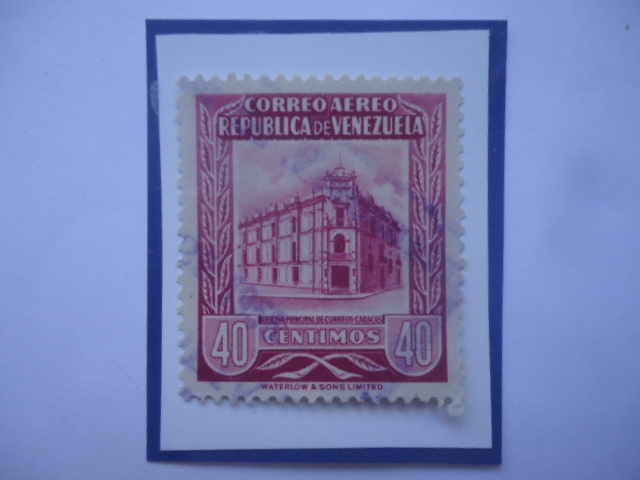 CORREO AEREO
REPUBLICA DE VENEZUELA
OFICINA PRINCIPAL DE CORREOS-CARACAS
40 CENTIMOS 40
WATERLOW & SONS LIMITED